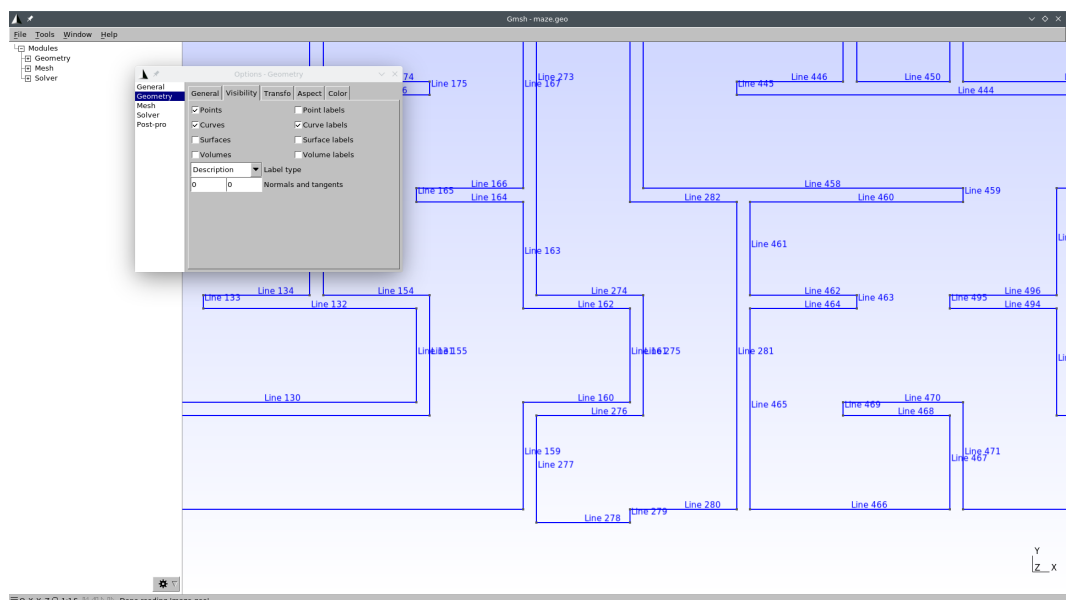 Gmsh - maze.geo
File Tools Window Help
Modules
Geometry
Mesh
Solver
Options - Geometry
General
Geometry
Mesh
Solver
Post-pro
General Visibility Transfo Aspect Color
Points Point labels
Curves Curve labels
Surfaces Surface labels
Volumes Volume labels
Description Label type
0 0 Normals and tangents
Line 175 Line 273
Line 167
Line 445 Line 446 Line 450
Line 444
Line 165 Line 166 Line 458 Line 459
Line 164 Line 282 Line 460
Line 163 Line 461
Line 133 Line 134 Line 154 Line 274 Line 462 Line 463 Line 495 Line 496
Line 132 Line 162 Line 464 Line 494
Line 131 Line 155 Line 161 Line 275 Line 281
Line 130 Line 160 Line 465 Line 469 Line 470
Line 276 Line 468
Line 159 Line 471
Line 277 Line 467
Line 278 Line 279 Line 280 Line 466
Y
Z X